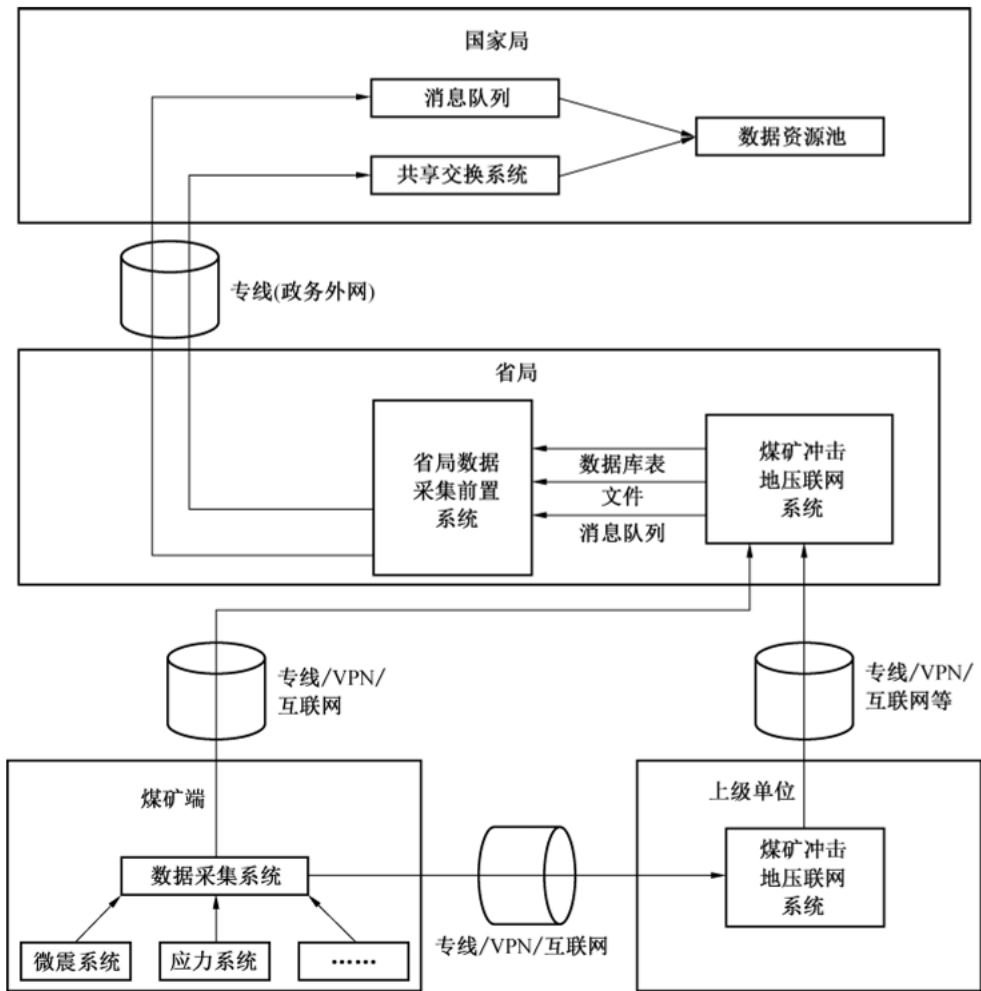 国家局
消息队列
数据资源池
共享交换系统
专线(政务外网)
省局
省局数据
采集前置
系统
数据库表
文件
消息队列
煤矿冲击
地压联网
系统
专线/VPN/
互联网
专线/VPN/
互联网等
煤矿端
数据采集系统
微震系统
应力系统
……
专线/VPN/互联网
上级单位
煤矿冲击
地压联网
系统